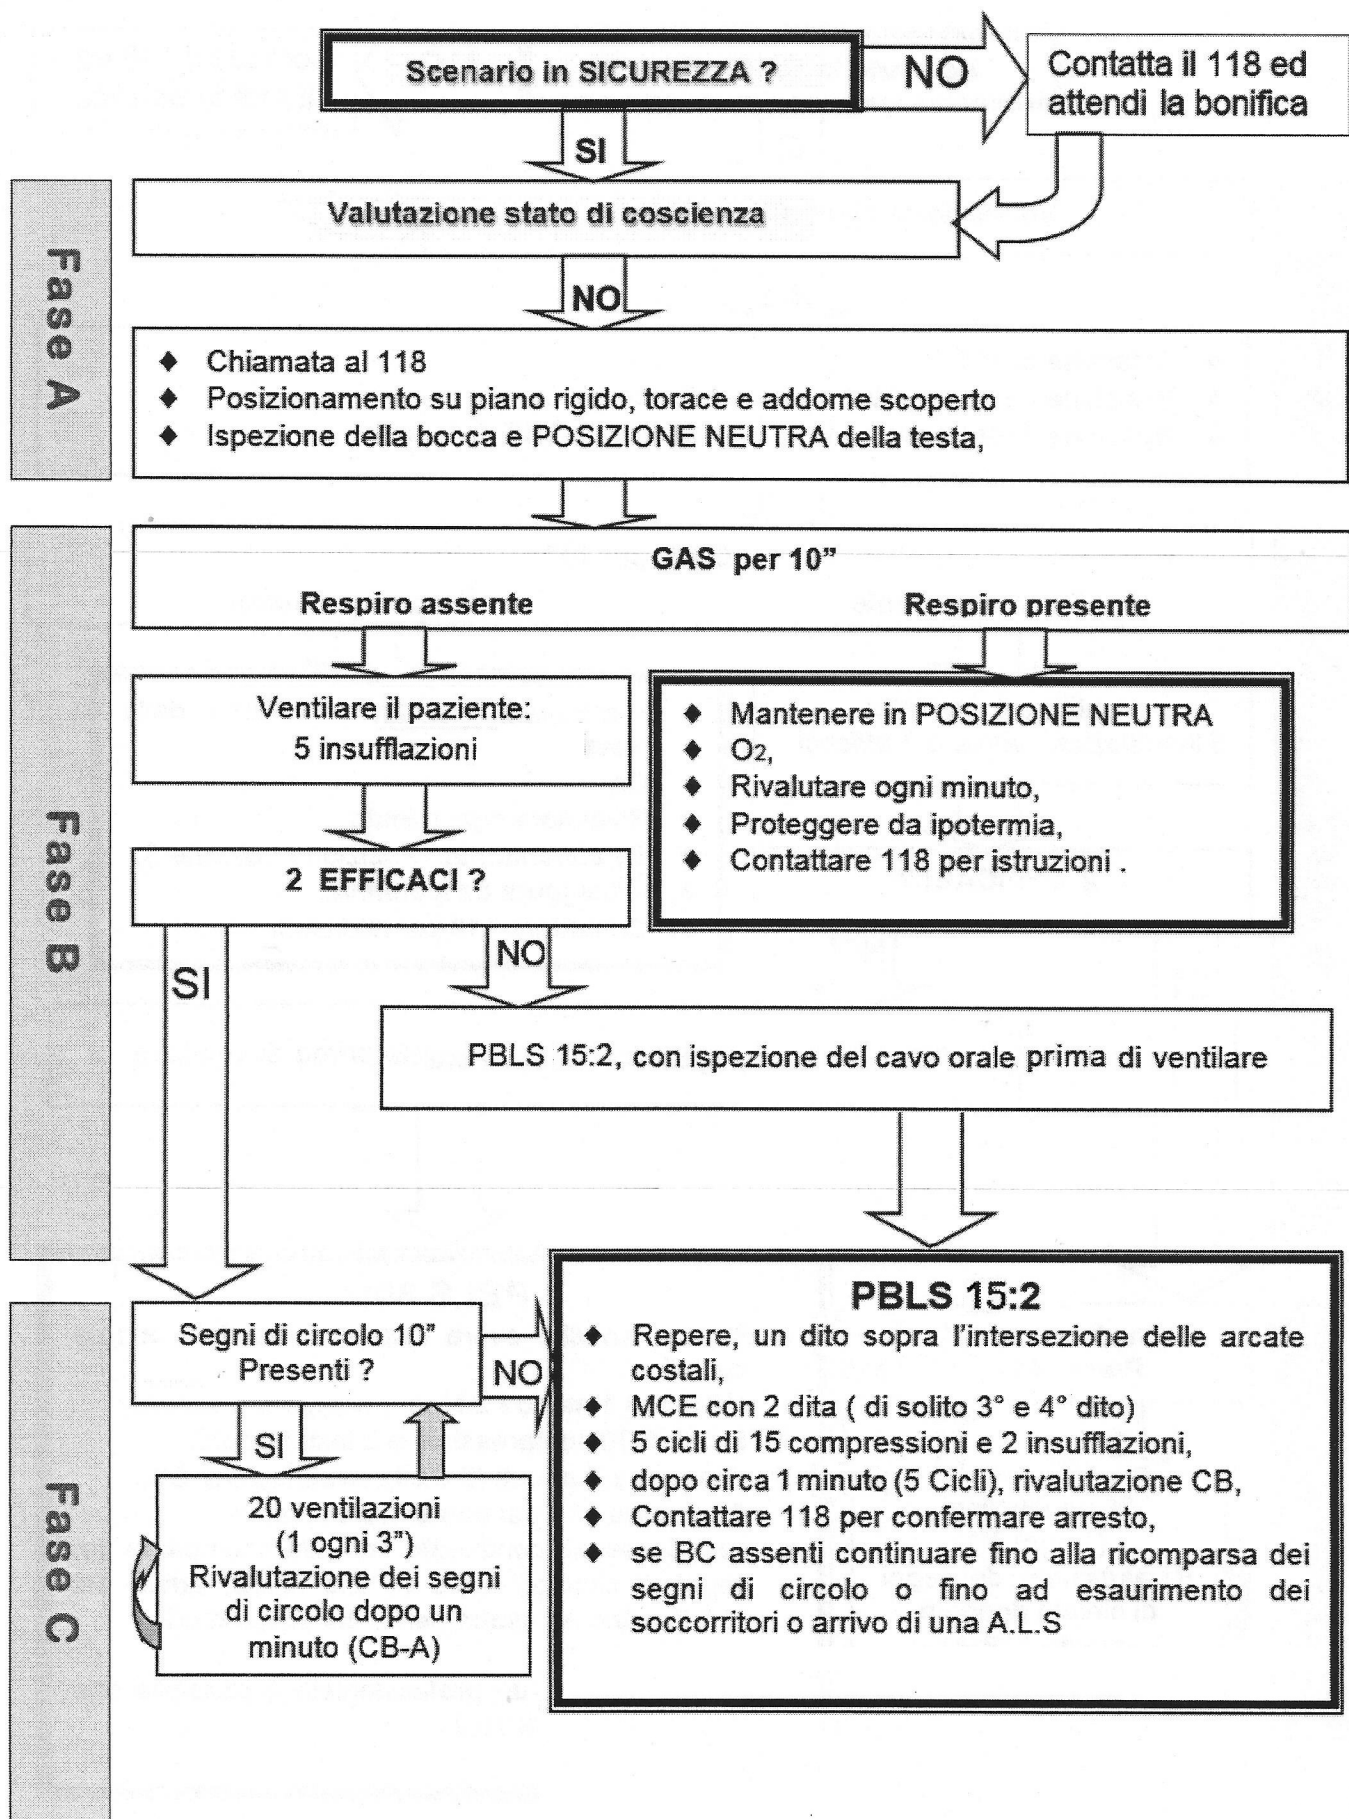 Scenario in SICUREZZA ?
NO
Contatta il 118 ed
attendi la bonifica
SI
Fase A
Valutazione stato di coscienza
NO
♦ Chiamata al 118
♦ Posizionamento su piano rigido, torace e addome scoperto
♦ Ispezione della bocca e POSIZIONE NEUTRA della testa,
Fase B
GAS per 10”
Respiro assente
Respiro presente
Ventilare il paziente:
5 insufflazioni
♦ Mantenere in POSIZIONE NEUTRA
♦ O2,
♦ Rivalutare ogni minuto,
♦ Proteggere da ipotermia,
♦ Contattare 118 per istruzioni .
2 EFFICACI ?
SI
NO
PBLS 15:2, con ispezione del cavo orale prima di ventilare
Fase C
Segni di circolo 10”
Presenti ?
NO
SI
20 ventilazioni
(1 ogni 3”)
Rivalutazione dei segni
di circolo dopo un
minuto (CB-A)
PBLS 15:2
♦ Repere, un dito sopra l’intersezione delle arcate
costali,
♦ MCE con 2 dita ( di solito 3° e 4° dito)
♦ 5 cicli di 15 compressioni e 2 insufflazioni,
♦ dopo circa 1 minuto (5 Cicli), rivalutazione CB,
♦ Contattare 118 per confermare arresto,
♦ se BC assenti continuare fino alla ricomparsa dei
segni di circolo o fino ad esaurimento dei
soccorritori o arrivo di una A.L.S